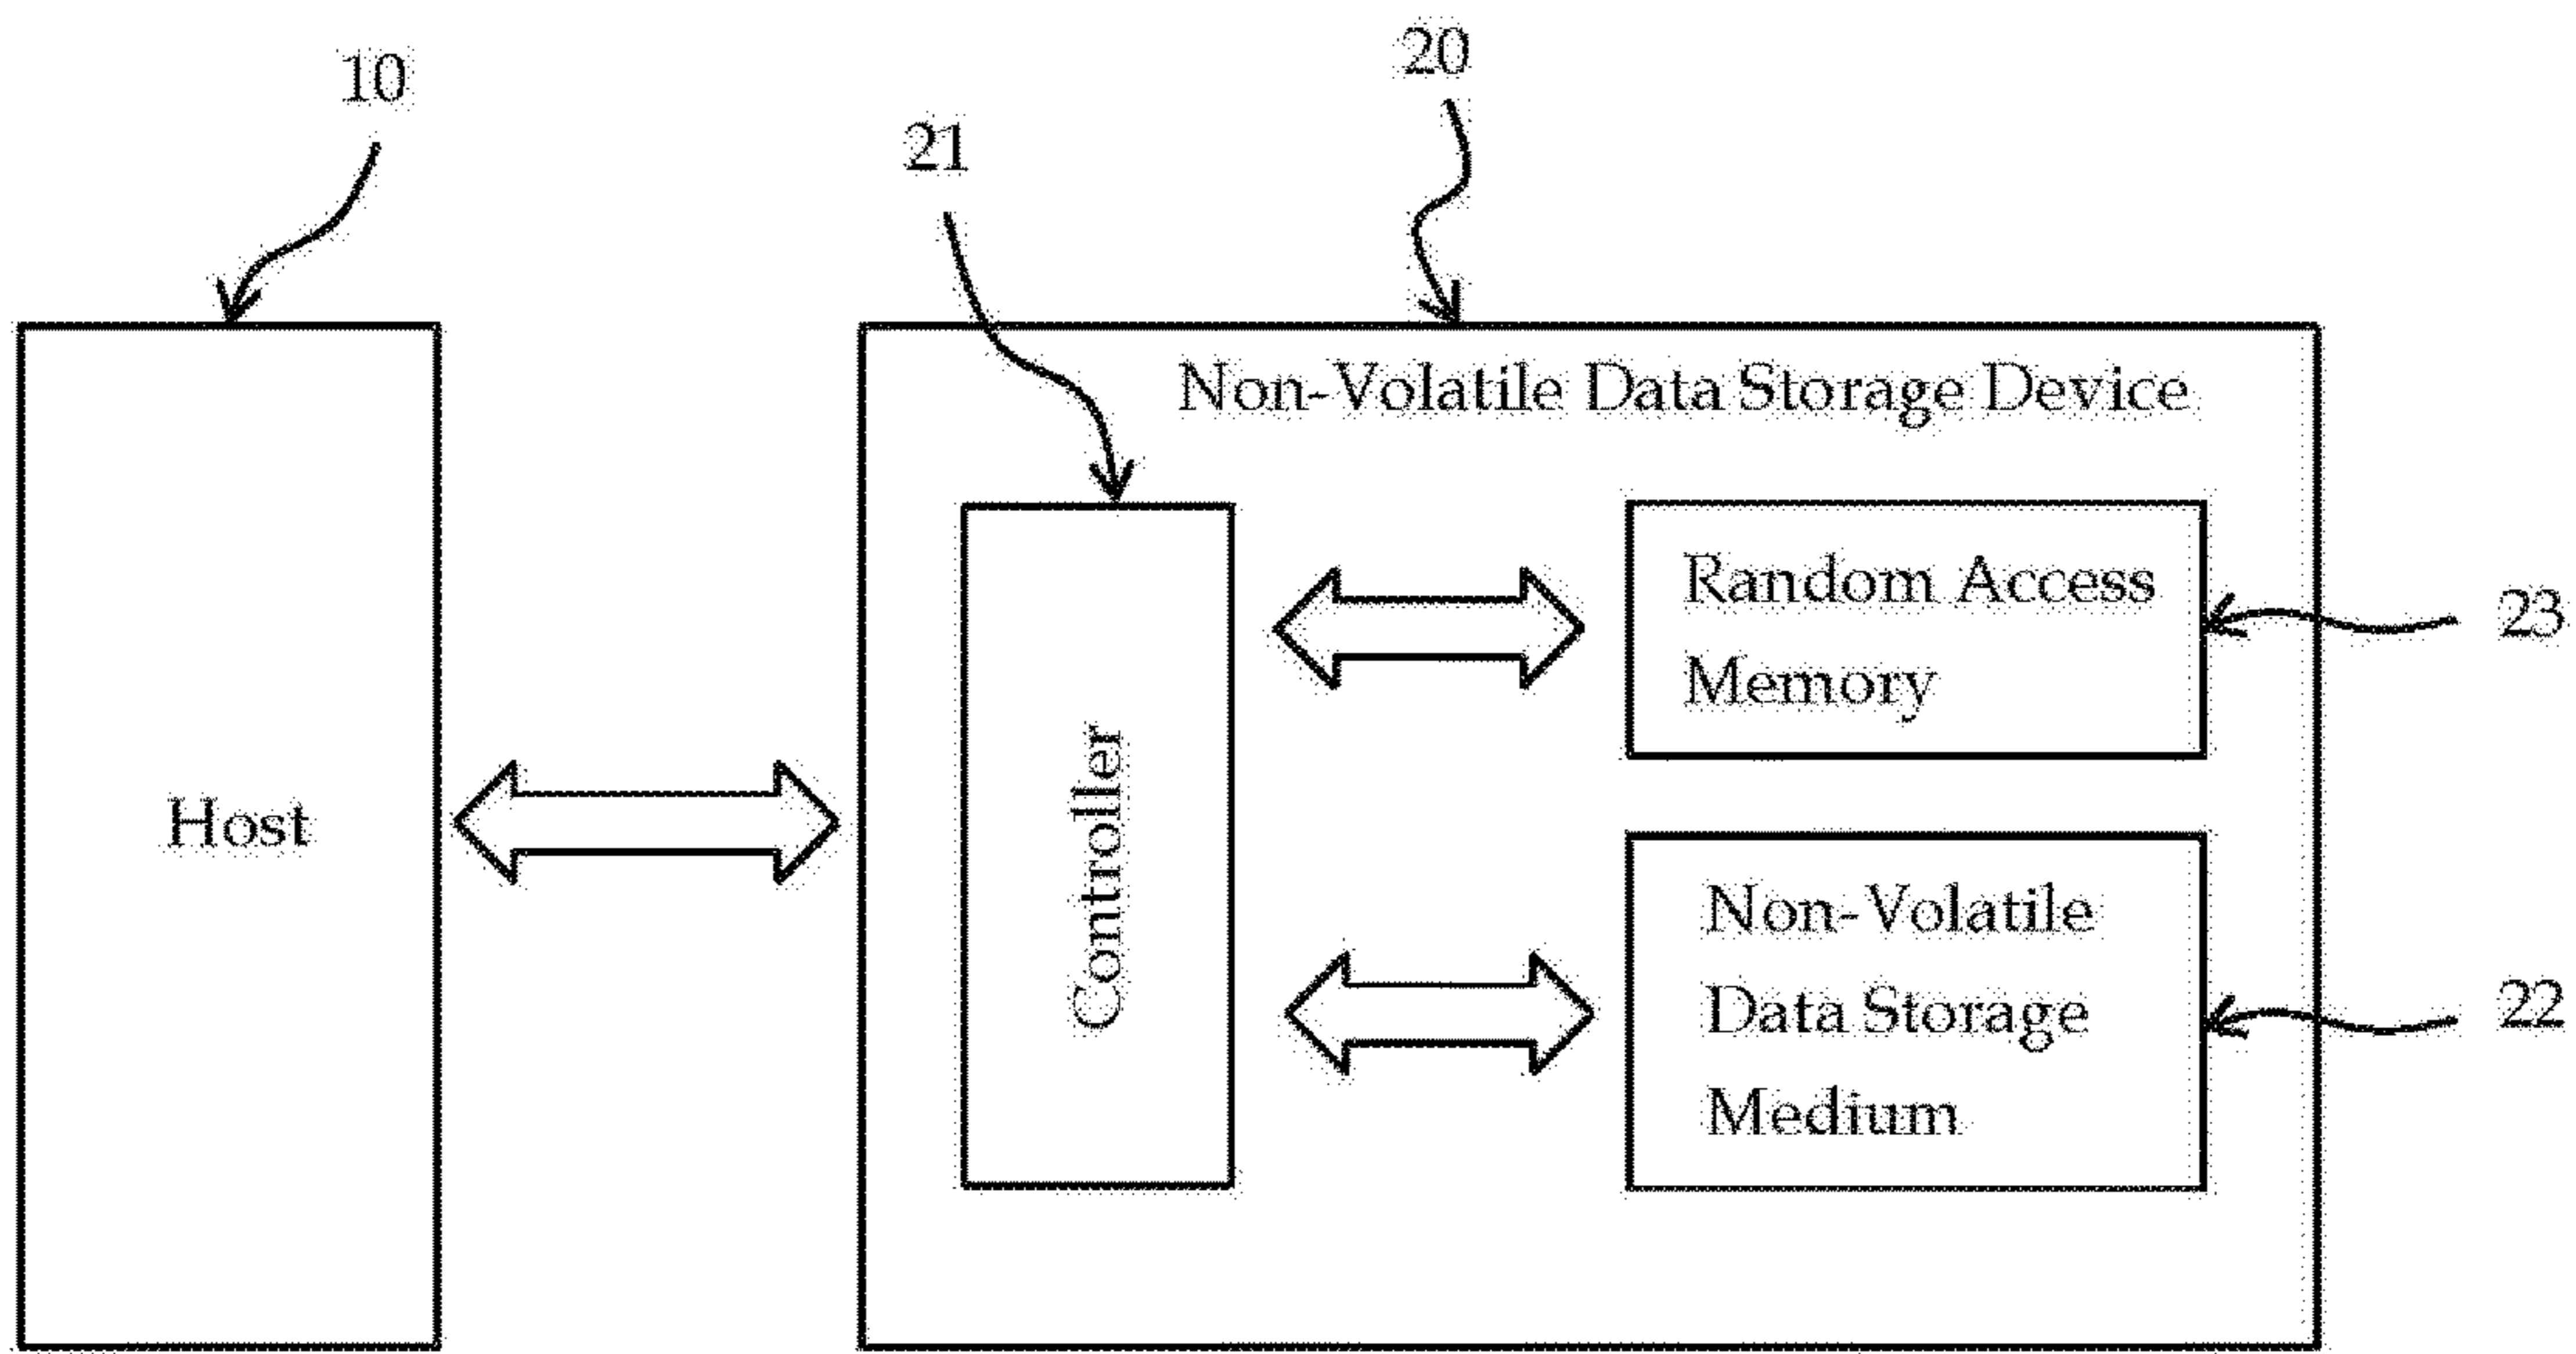 10
20
21
Non-Volatile Data Storage Device
Random Access
Memory
23
Host
Controller
Non-Volatile
Data Storage
Medium
22